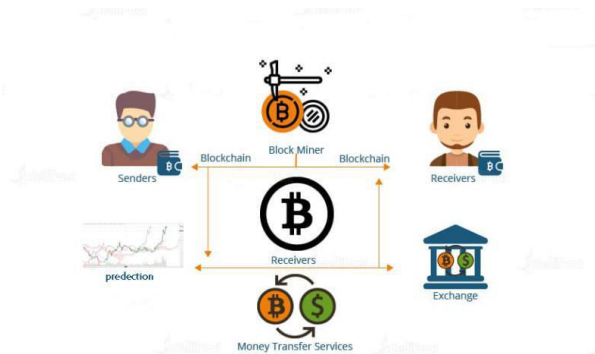 Block Miner
Blockchain
Blockchain
Senders
Receivers
Receivers
predection
Exchange
Money Transfer Services